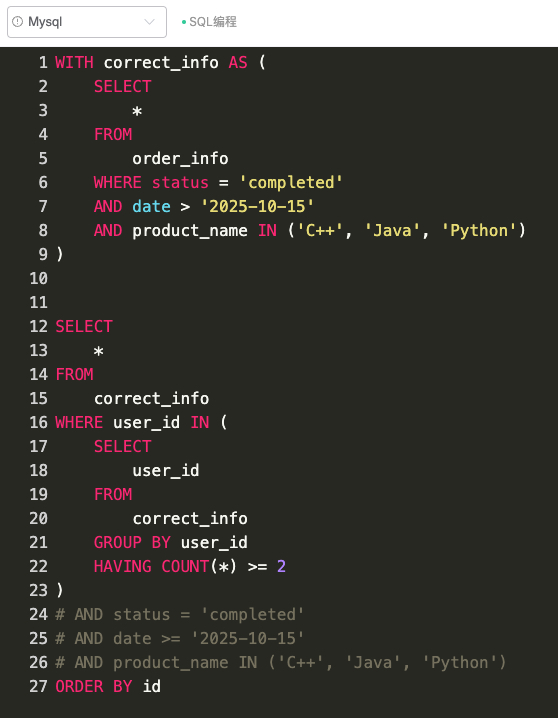 Mysql
SQL编程
1 WITH correct_info AS (
2     SELECT
3         *
4     FROM
5         order_info
6     WHERE status = 'completed'
7     AND date > '2025-10-15'
8     AND product_name IN ('C++', 'Java', 'Python')
9 )
10
11
12 SELECT
13     *
14 FROM
15     correct_info
16 WHERE user_id IN (
17     SELECT
18         user_id
19     FROM
20         correct_info
21     GROUP BY user_id
22     HAVING COUNT(*) >= 2
23 )
24 # AND status = 'completed'
25 # AND date >= '2025-10-15'
26 # AND product_name IN ('C++', 'Java', 'Python')
27 ORDER BY id